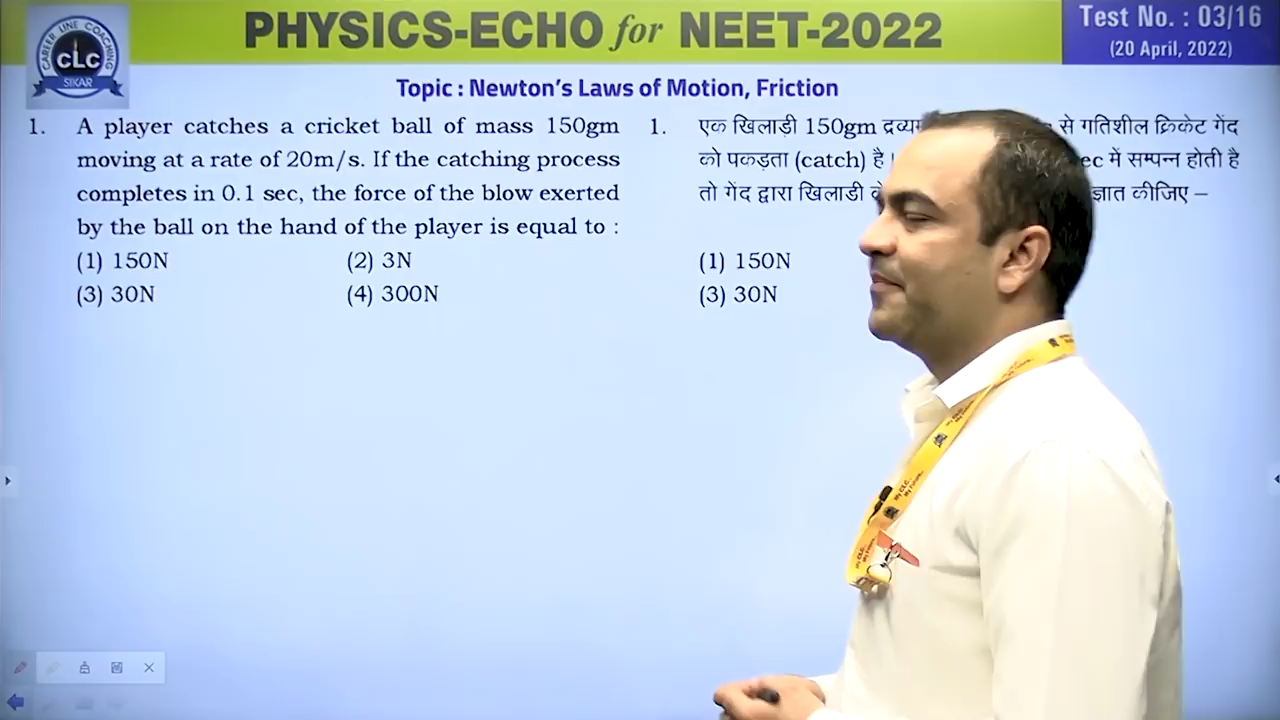 CAREER LINE COACHING
CLC
SIKAR
PHYSICS-ECHO for NEET-2022
Test No. : 03/16
(20 April, 2022)
Topic : Newton's Laws of Motion, Friction
1. A player catches a cricket ball of mass 150gm
moving at a rate of 20m/s. If the catching process
completes in 0.1 sec, the force of the blow exerted
by the ball on the hand of the player is equal to :
(1) 150N (2) 3N
(3) 30N (4) 300N
1. एक खिलाड़ी 150gm से गतिशील क्रिकेट गेंद
को पकड़ता (catch) है। में सम्पन्न होती है
तो गेंद द्वारा खिलाडी ज्ञात कीजिए –
(1) 150N
(3) 30N